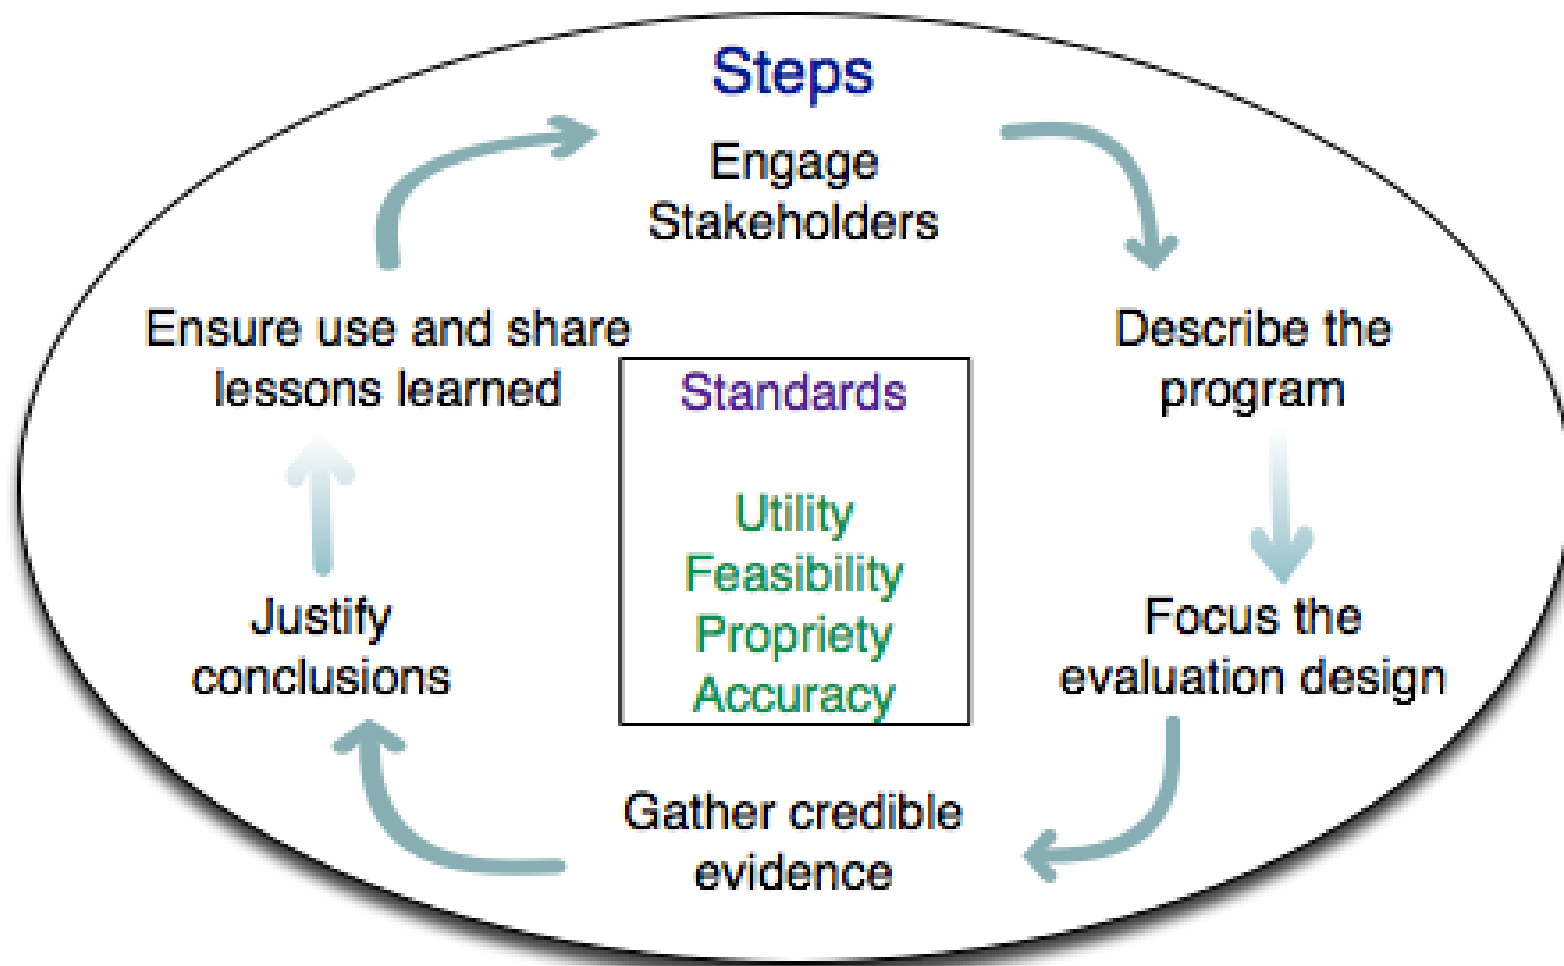 Steps
Engage
Stakeholders
Describe the
program
Focus the
evaluation design
Gather credible
evidence
Justify
conclusions
Ensure use and share
lessons learned
Standards
Utility
Feasibility
Propriety
Accuracy